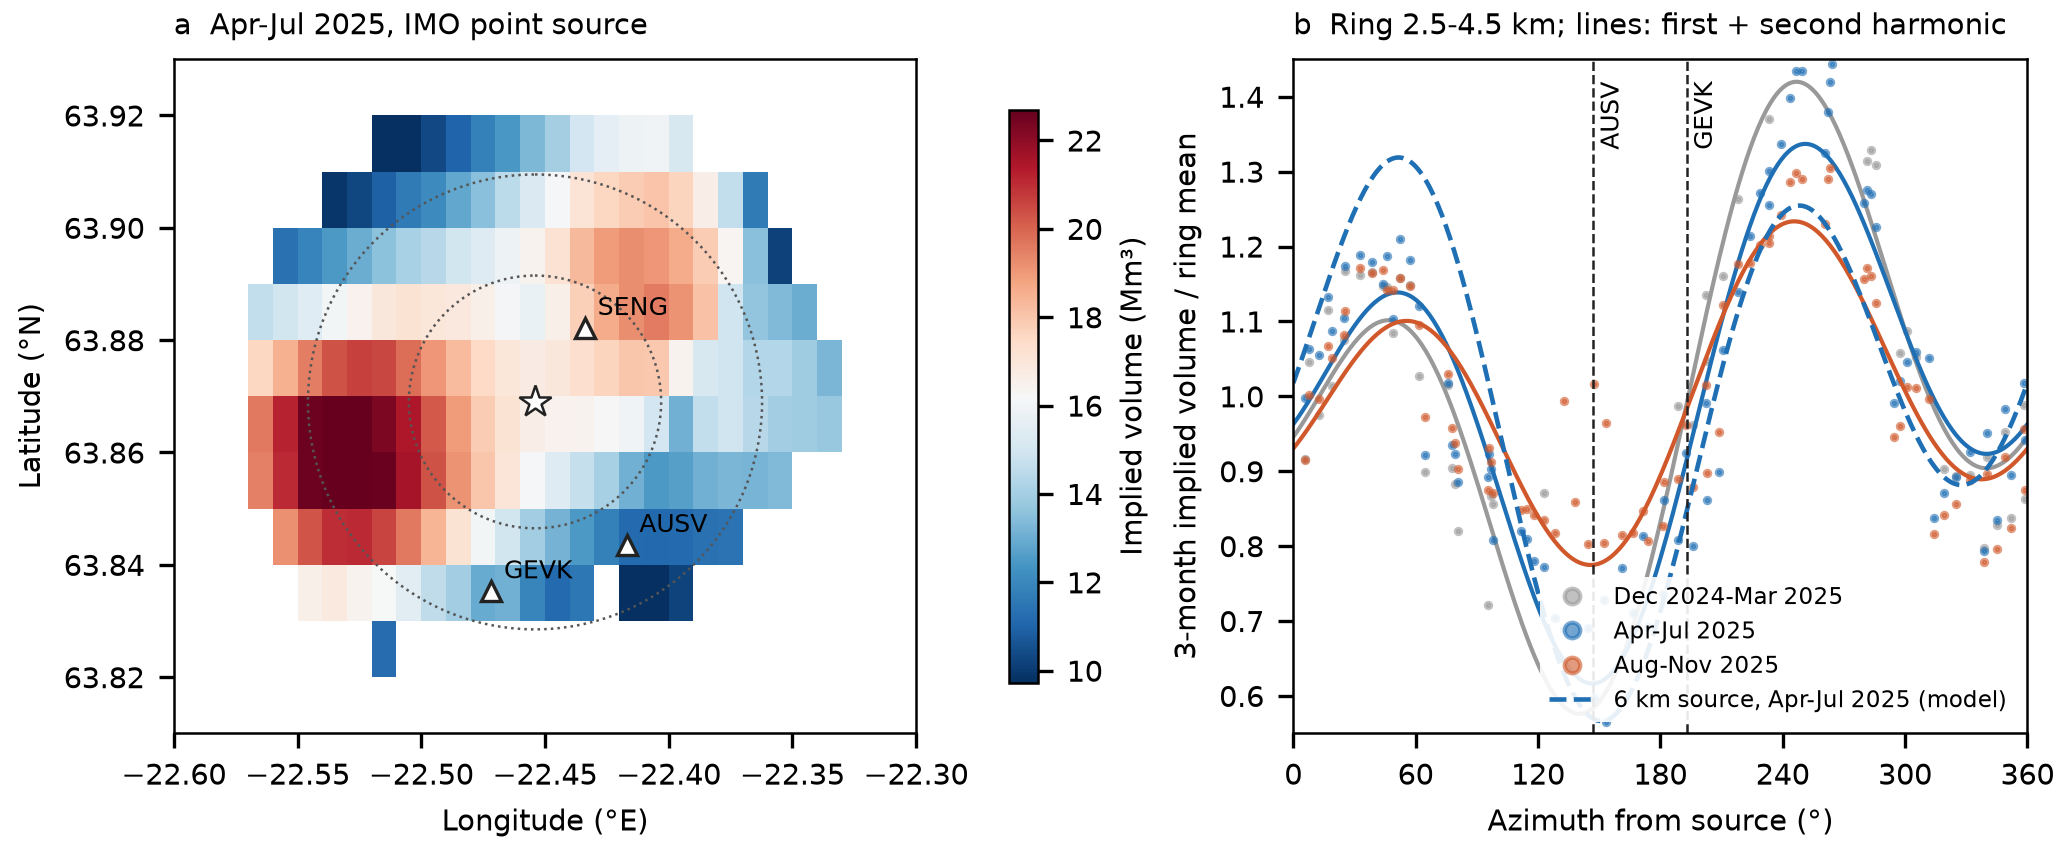 a Apr-Jul 2025, IMO point source
63.92
63.90
63.88
63.86
63.84
63.82
Latitude (°N)
SENG
AUSV
GEVK
−22.60 −22.55 −22.50 −22.45 −22.40 −22.35 −22.30
Longitude (°E)
22
20
18
16
14
12
10
Implied volume (Mm³)
b Ring 2.5-4.5 km; lines: first + second harmonic
1.4
1.3
1.2
1.1
1.0
0.9
0.8
0.7
0.6
3-month implied volume / ring mean
AUSV
GEVK
Dec 2024-Mar 2025
Apr-Jul 2025
Aug-Nov 2025
6 km source, Apr-Jul 2025 (model)
0 60 120 180 240 300 360
Azimuth from source (°)